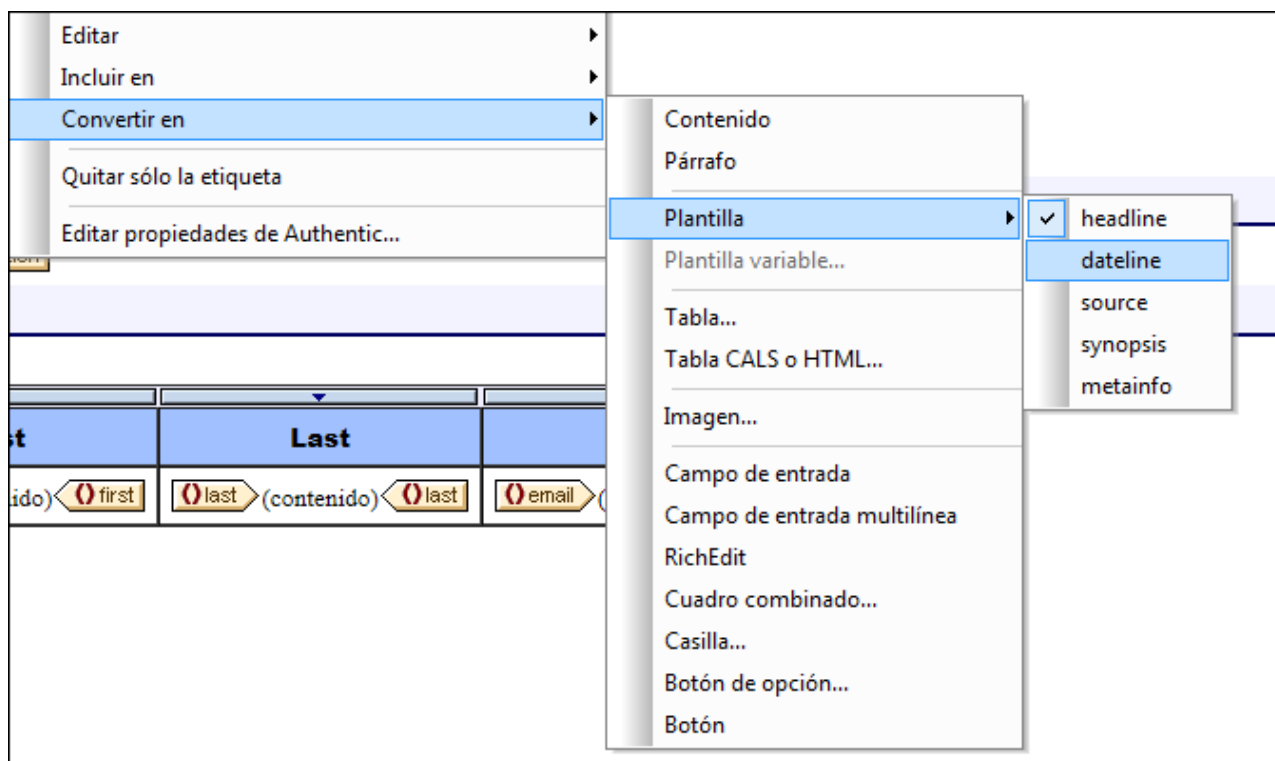 Editar
Incluir en
Convertir en
Quitar sólo la etiqueta
Editar propiedades de Authentic...
Contenido
Párrafo
Plantilla
Plantilla variable...
Tabla...
Tabla CALS o HTML...
Imagen...
Campo de entrada
Campo de entrada multilínea
RichEdit
Cuadro combinado...
Casilla...
Botón de opción...
Botón
headline
dateline
source
synopsis
metainfo
st Last
ido) () first () last (contenido) () last () email (